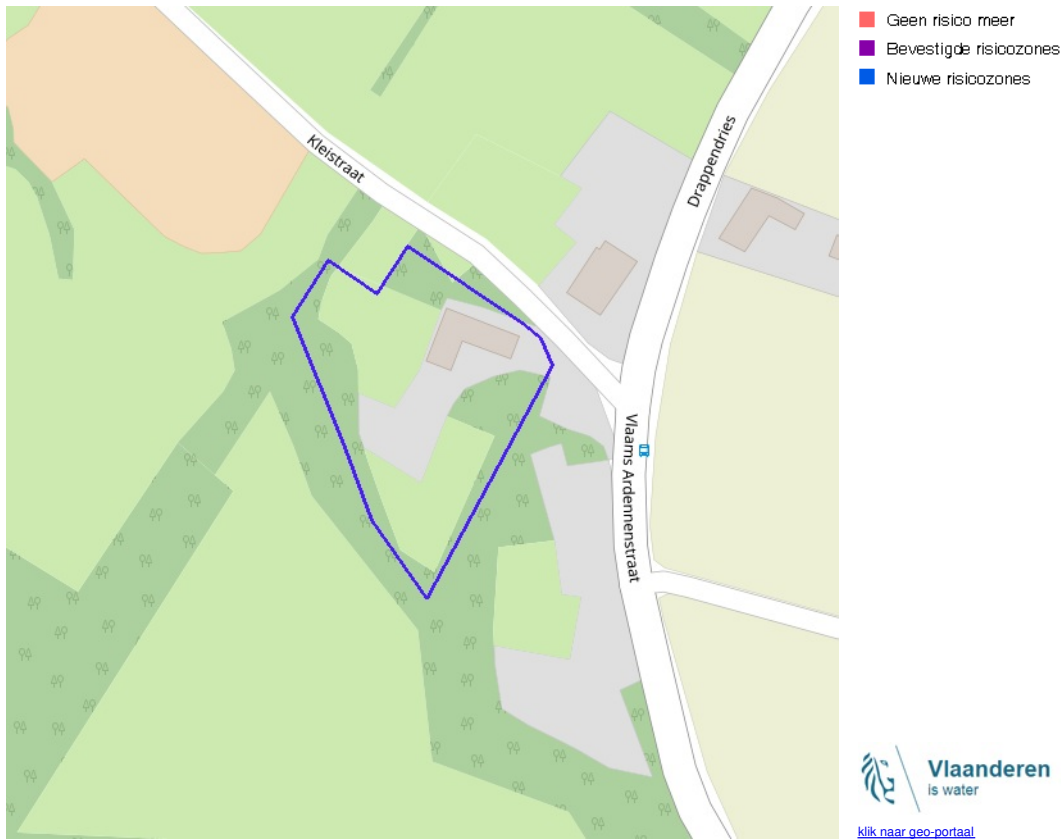 Geen risico meer
Bevestigde risicozones
Nieuwe risicozones
Kleistraat
Drappendries
Vlaams Ardennenstraat
Vlaanderen
is water
klik naar geo-portaal